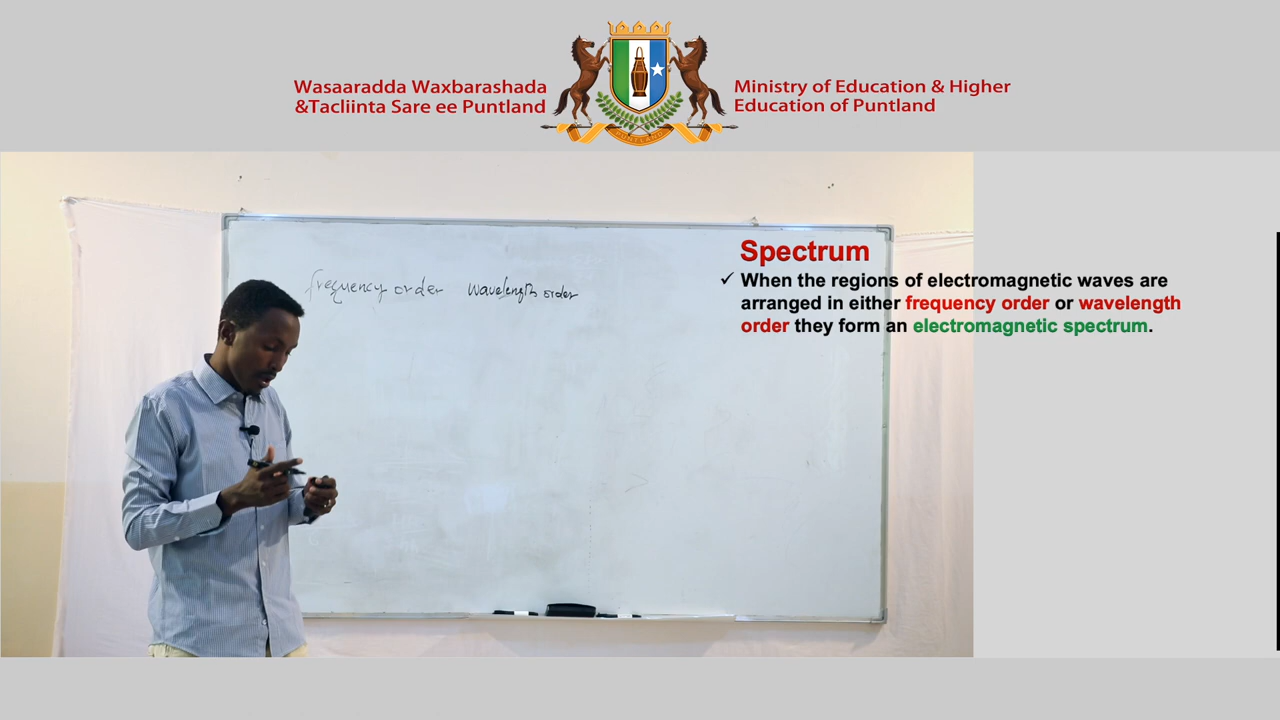 Wasaaradda Waxbarashada
&Tacliinta Sare ee Puntland
Ministry of Education & Higher
Education of Puntland
PUNTLAND
frequency order wavelength order
Spectrum
✓ When the regions of electromagnetic waves are
arranged in either frequency order or wavelength
order they form an electromagnetic spectrum.